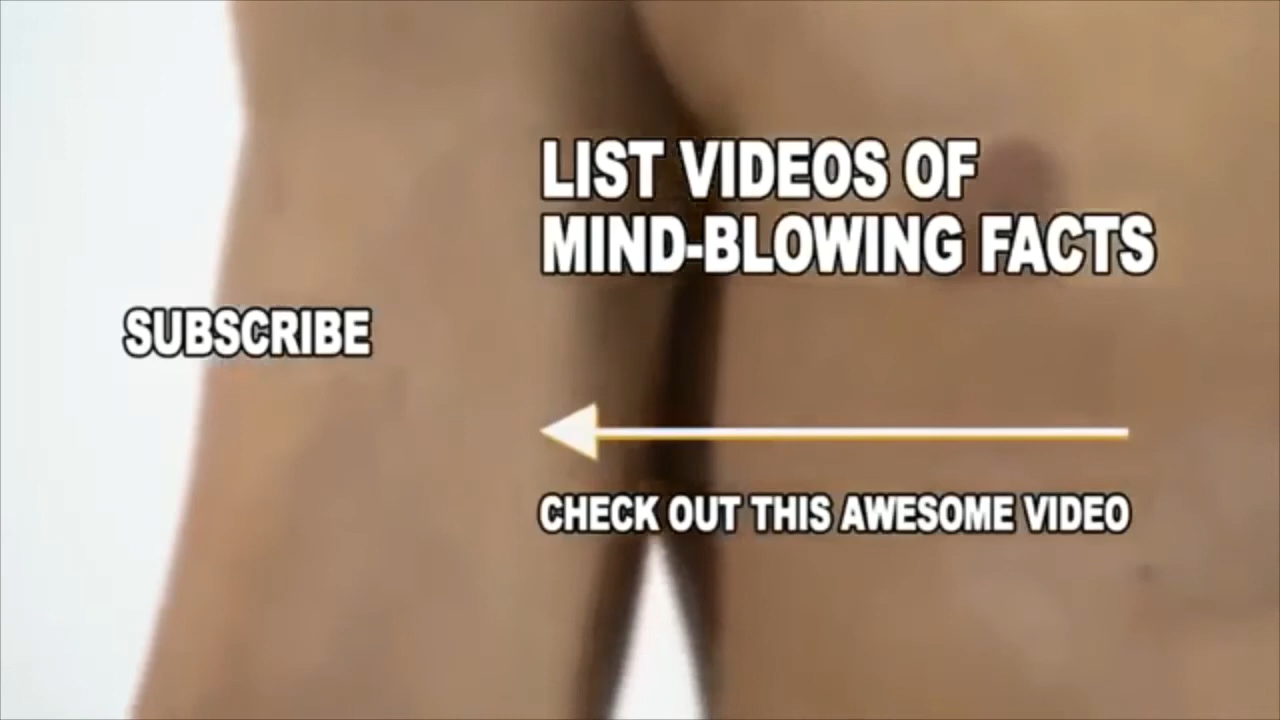 LIST VIDEOS OF
MIND-BLOWING FACTS
SUBSCRIBE
CHECK OUT THIS AWESOME VIDEO